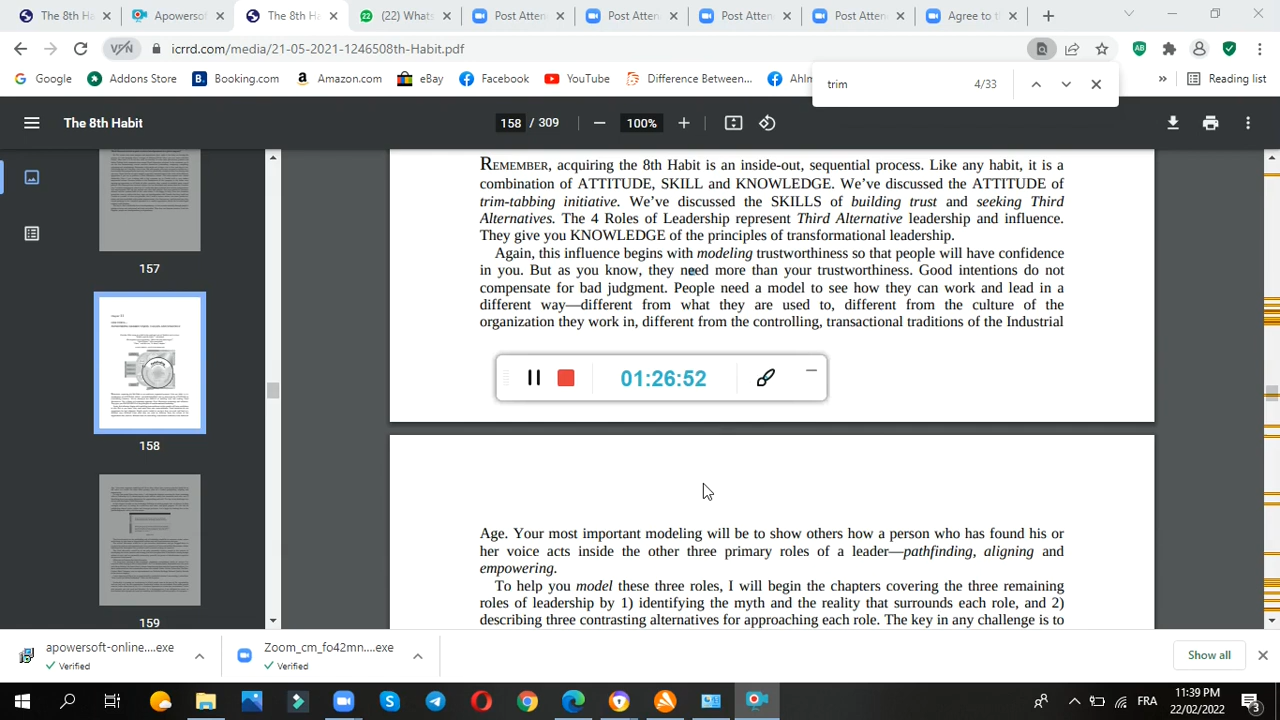 The 8th H
Apowersof
The 8th H
(22) Whats
Post Atten
Post Atten
Post Atten
Post Atten
Agree to t
VPN
icrrd.com/media/21-05-2021-1246508th-Habit.pdf
AB
Google
Addons Store
B.
Booking.com
Amazon.com
eBay
Facebook
YouTube
Difference Between...
Ahlm
»
Reading list
trim
4/33
The 8th Habit
158 / 309
100%
157
158
159
REMEMBER, acquiring the 8th Habit is an inside-out, sequential process. Like any habit, it is a
combination of ATTITUDE, SKILL and KNOWLEDGE. We've discussed the ATTITUDE of
trim-tabbing initiative. We've discussed the SKILLS of building trust and seeking Third
Alternatives. The 4 Roles of Leadership represent Third Alternative leadership and influence.
They give you KNOWLEDGE of the principles of transformational leadership.
Again, this influence begins with modeling trustworthiness so that people will have confidence
in you. But as you know, they need more than your trustworthiness. Good intentions do not
compensate for bad judgment. People need a model to see how they can work and lead in a
different way—different from what they are used to, different from the culture of the
organization they work in, different from the controlling, transactional traditions of the Industrial
01:26:52
Age. Your most important modeling will be to show others how a person who has found his or
her voice acts inside the other three primary roles of a leader—pathfinding, aligning and
empowering.
To help you model these three roles, I will begin the chapters covering the three remaining
roles of leadership by 1) identifying the myth and the reality that surrounds each role, and 2)
describing three contrasting alternatives for approaching each role. The key in any challenge is to
apowersoft-online....exe
Verified
Zoom_cm_fo42mn....exe
Verified
Show all
FRA
11:39 PM
22/02/2022
3